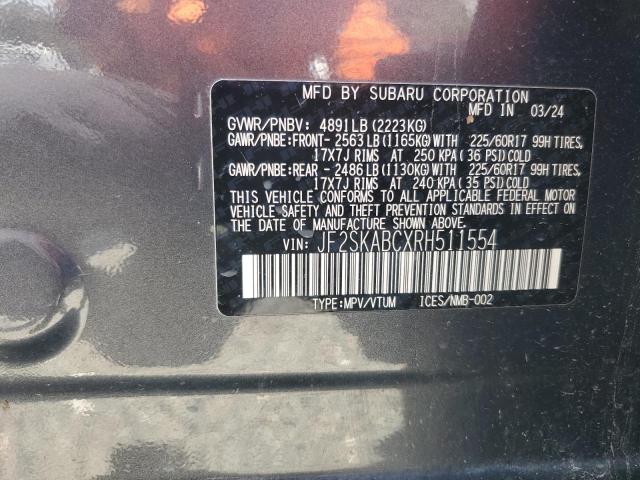 MFD BY SUBARU CORPORATION
MFD IN 03/24
GVWR/PNBV: 4891LB(2223KG)
GAWR/PNBE:FRONT- 2563LB(1165KG)WITH 225/60R17 99H TIRES,
17X7J RIMS AT 250 KPA(36 PSI)COLD
GAWR/PNBE:REAR - 2486LB(1130KG)WITH 225/60R17 99H TIRES,
17X7J RIMS AT 240 KPA(35 PSI)COLD
THIS VEHICLE CONFORMS TO ALL APPLICABLE FEDERAL MOTOR
VEHICLE SAFETY AND THEFT PREVENTION STANDARDS IN EFFECT ON
THE DATE OF MANUFACTURE SHOWN ABOVE.
VIN: JF2SKABCXRH511554
TYPE:MPV/VTUM ICES/NMB-002